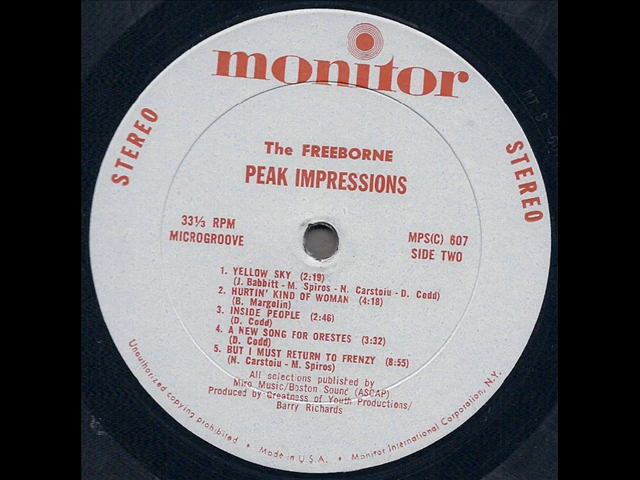 monitor
STEREO
STEREO
The FREEBORNE
PEAK IMPRESSIONS
33⅓ RPM
MICROGROOVE
MPS(C) 607
SIDE TWO
1. YELLOW SKY (2:19)
(J. Babbitt - M. Spiros - N. Carstoiu - D. Codd)
2. HURTIN' KIND OF WOMAN (4:18)
(B. Margolin)
3. INSIDE PEOPLE (2:46)
(D. Codd)
4. A NEW SONG FOR ORESTES (3:32)
(D. Codd)
5. BUT I MUST RETURN TO FRENZY (8:55)
(N. Carstoiu - M. Spiros)
All selections published by
Miro Music/Boston Sound (ASCAP)
Produced by Greatness of Youth Productions/
Barry Richards
Unauthorized copying prohibited • Made in U.S.A. • Monitor International Corporation, N.Y.